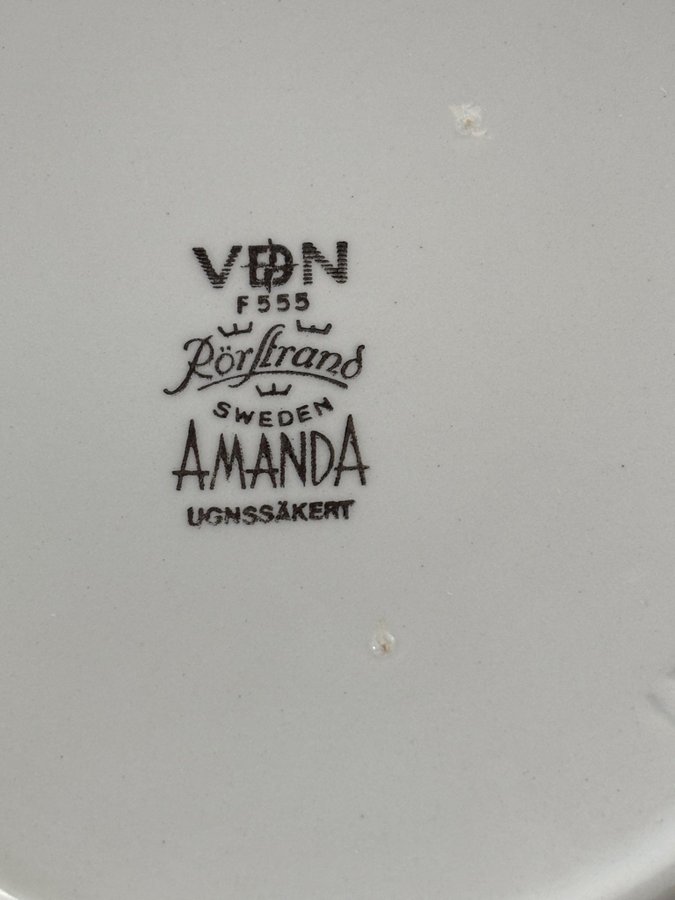 VDN
F555
Rörstrand
SWEDEN
AMANDA
UGNSSÄKERT